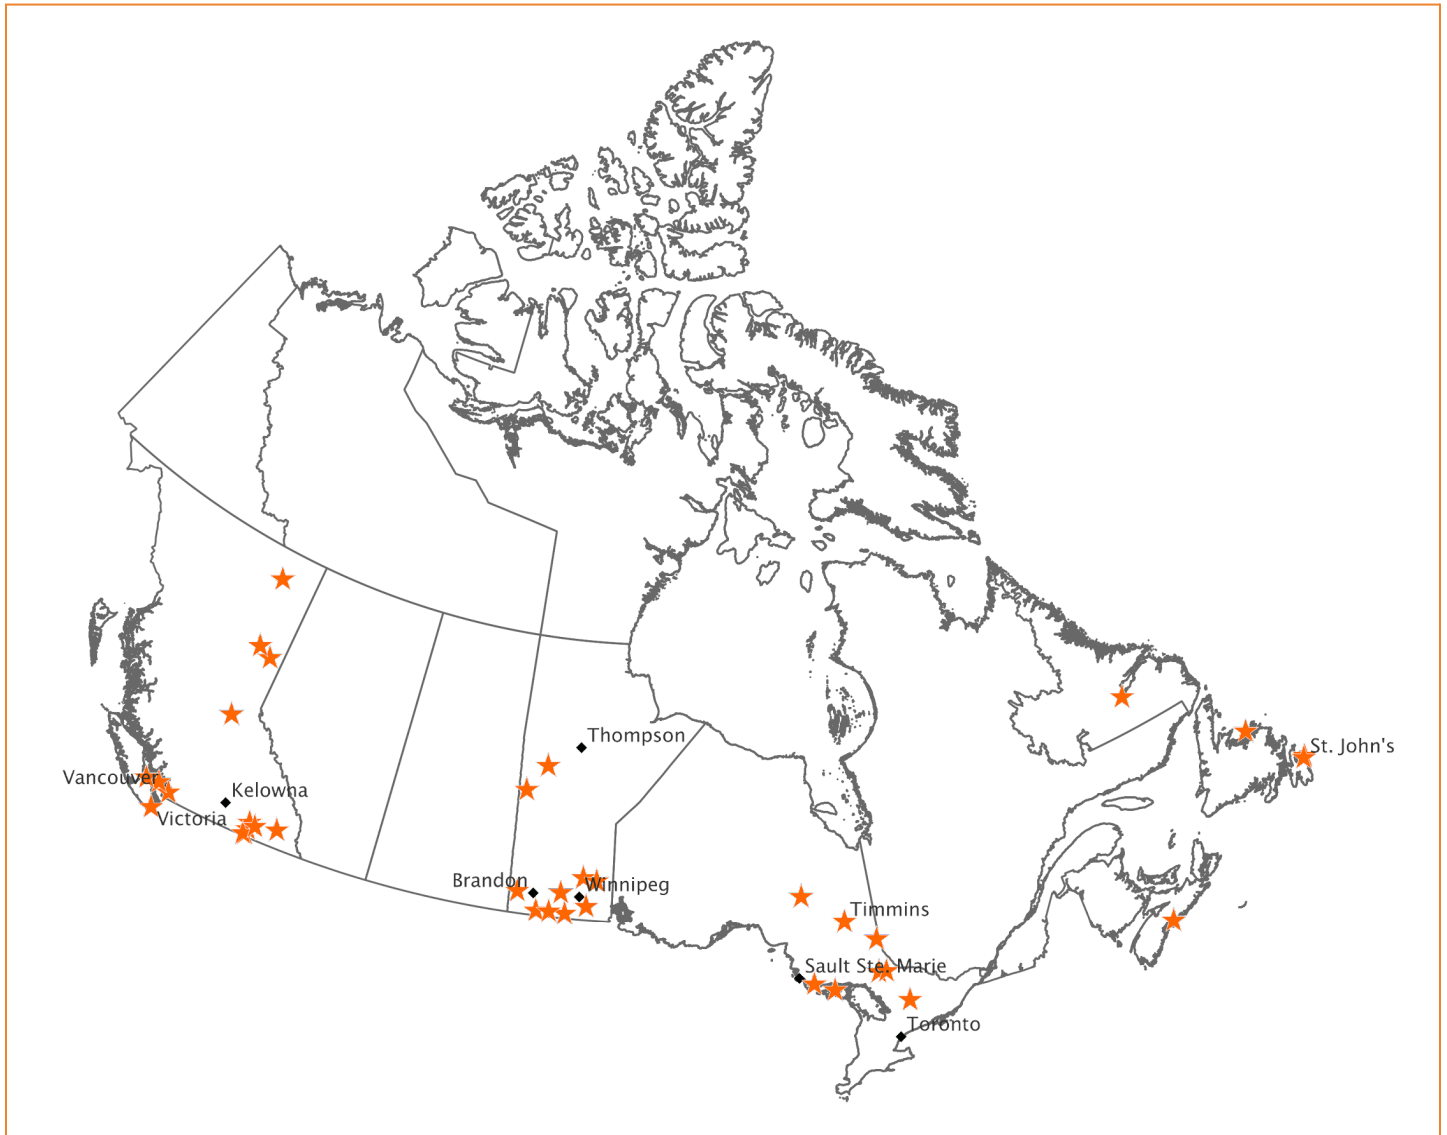 Thompson
St. John's
Vancouver
Kelowna
Victoria
Brandon
Winnipeg
Timmins
Sault Ste. Marie
Toronto